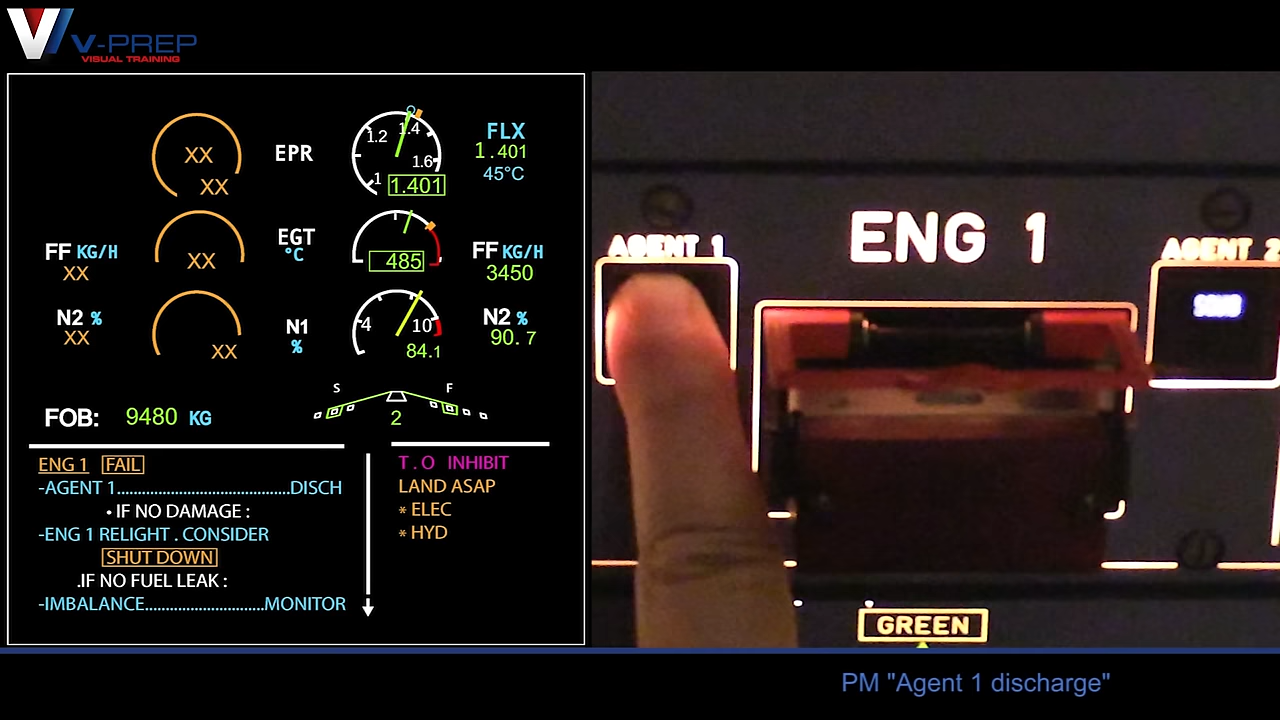 V-PREP
VISUAL TRAINING
XX
XX
EPR
1.2
1.4
1.6
1
1.401
FLX
1.401
45°C
FF KG/H
XX
XX
EGT
°C
485
FF KG/H
3450
N2 %
XX
XX
N1
%
4
10
84.1
N2 %
90.7
FOB: 9480 KG
S
F
2
ENG 1 FAIL
-AGENT 1..........................................DISCH
• IF NO DAMAGE :
-ENG 1 RELIGHT . CONSIDER
SHUT DOWN
.IF NO FUEL LEAK :
-IMBALANCE.............................MONITOR
T.O INHIBIT
LAND ASAP
* ELEC
* HYD
AGENT 1
ENG 1
AGENT 2
SQUIB
GREEN
PM "Agent 1 discharge"